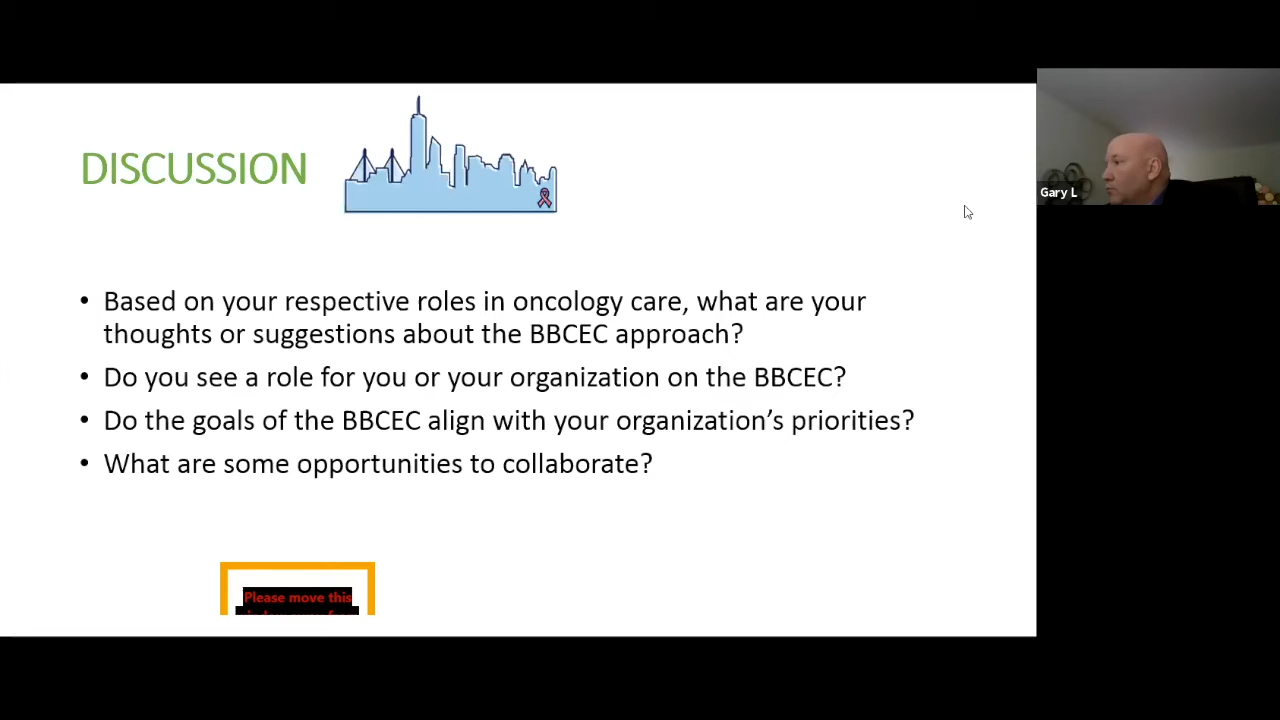 DISCUSSION
• Based on your respective roles in oncology care, what are your
thoughts or suggestions about the BBCEC approach?
• Do you see a role for you or your organization on the BBCEC?
• Do the goals of the BBCEC align with your organization’s priorities?
• What are some opportunities to collaborate?
Please move this
Gary L